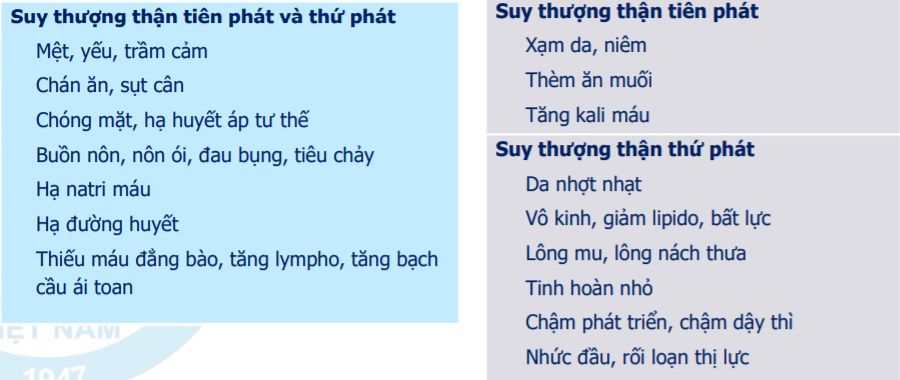 Suy thượng thận tiên phát và thứ phát
Mệt, yếu, trầm cảm
Chán ăn, sụt cân
Chóng mặt, hạ huyết áp tư thế
Buồn nôn, nôn ói, đau bụng, tiêu chảy
Hạ natri máu
Hạ đường huyết
Thiếu máu đẳng bào, tăng lympho, tăng bạch
cầu ái toan
Suy thượng thận tiên phát
Xạm da, niêm
Thèm ăn muối
Tăng kali máu
Suy thượng thận thứ phát
Da nhợt nhạt
Vô kinh, giảm lipido, bất lực
Lông mu, lông nách thưa
Tinh hoàn nhỏ
Chậm phát triển, chậm dậy thì
Nhức đầu, rối loạn thị lực
VIỆT NAM
1947